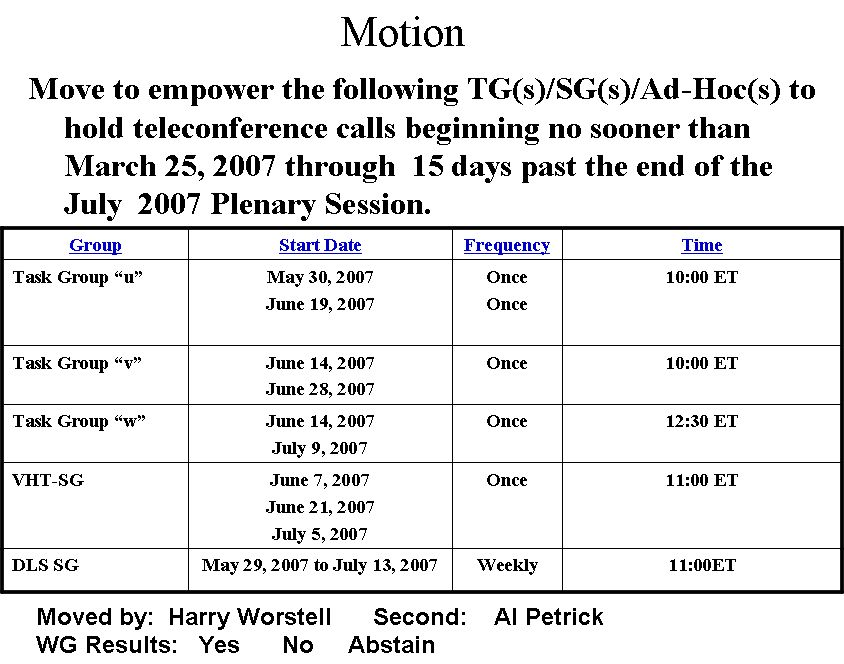 Motion
Move to empower the following TG(s)/SG(s)/Ad-Hoc(s) to
hold teleconference calls beginning no sooner than
March 25, 2007 through 15 days past the end of the
July 2007 Plenary Session.
Group Start Date Frequency Time
Task Group “u” May 30, 2007 Once 10:00 ET
June 19, 2007 Once
Task Group “v” June 14, 2007 Once 10:00 ET
June 28, 2007
Task Group “w” June 14, 2007 Once 12:30 ET
July 9, 2007
VHT-SG June 7, 2007 Once 11:00 ET
June 21, 2007
July 5, 2007
DLS SG May 29, 2007 to July 13, 2007 Weekly 11:00ET
Moved by: Harry Worstell Second: Al Petrick
WG Results: Yes No Abstain